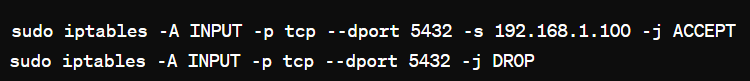 sudo iptables -A INPUT -p tcp --dport 5432 -s 192.168.1.100 -j ACCEPT
sudo iptables -A INPUT -p tcp --dport 5432 -j DROP